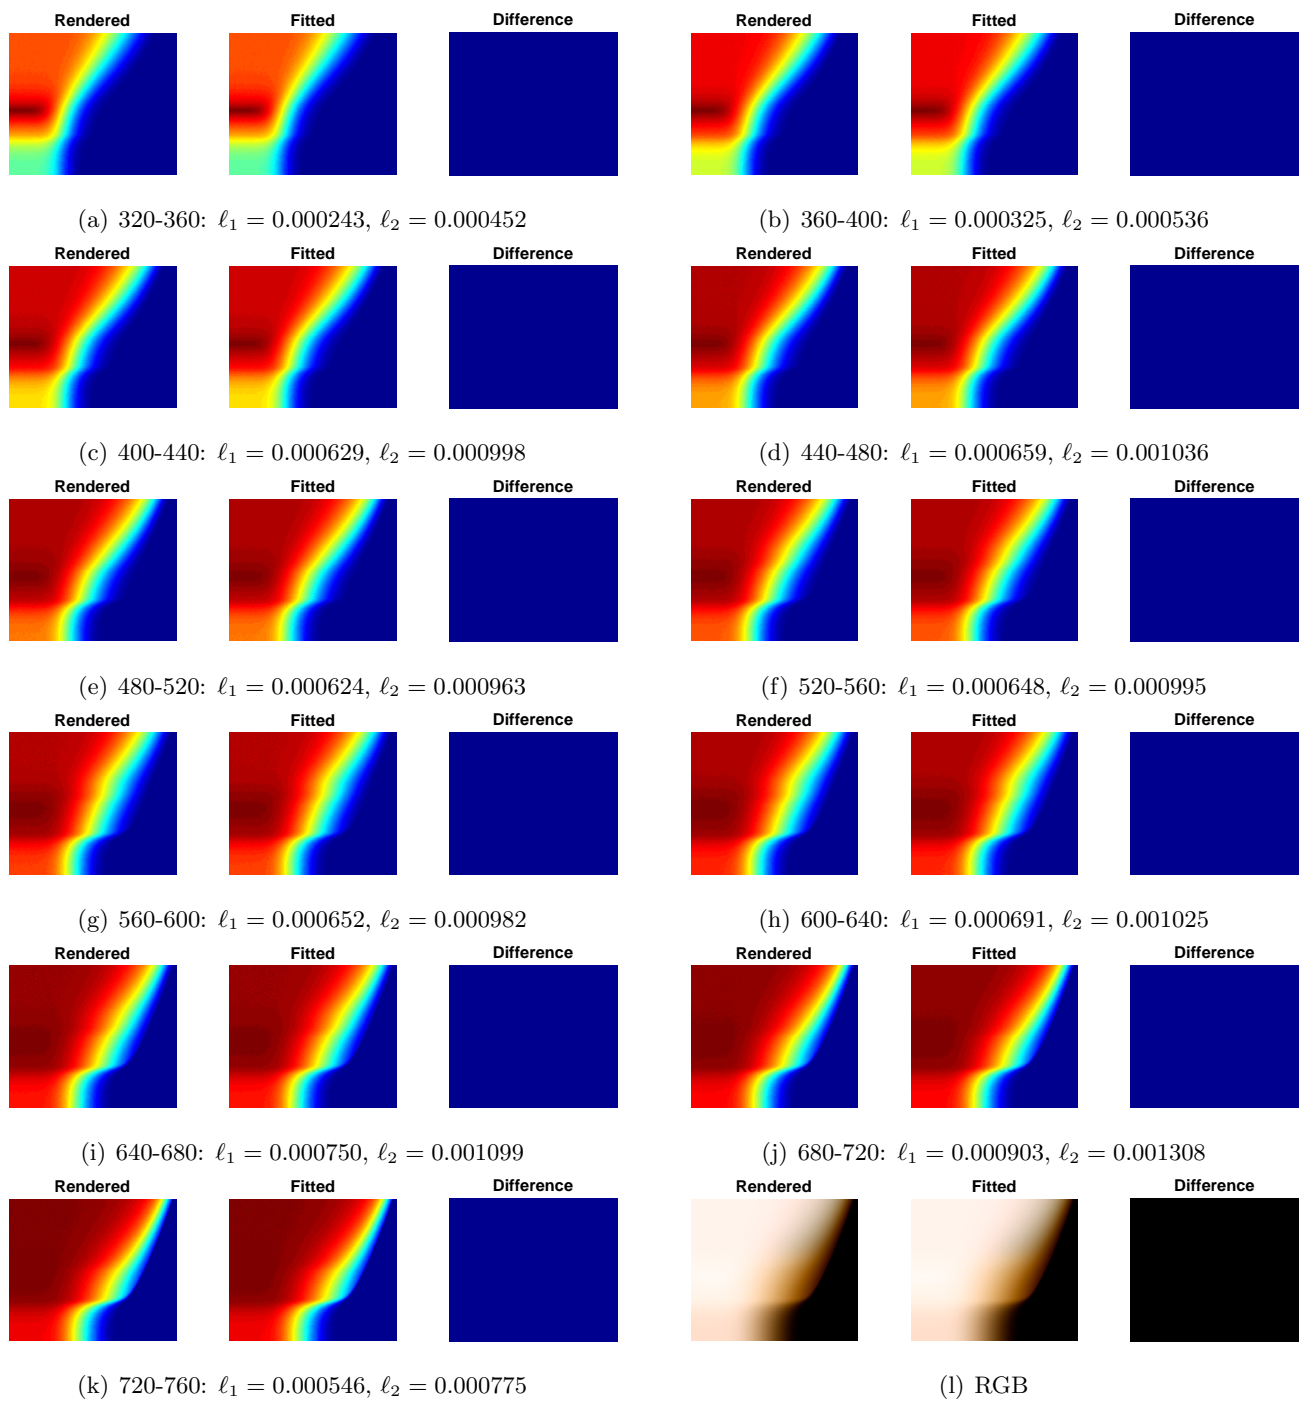 Rendered Fitted Difference Rendered Fitted Difference
(a) 320-360: ℓ1 = 0.000243, ℓ2 = 0.000452 (b) 360-400: ℓ1 = 0.000325, ℓ2 = 0.000536
Rendered Fitted Difference Rendered Fitted Difference
(c) 400-440: ℓ1 = 0.000629, ℓ2 = 0.000998 (d) 440-480: ℓ1 = 0.000659, ℓ2 = 0.001036
Rendered Fitted Difference Rendered Fitted Difference
(e) 480-520: ℓ1 = 0.000624, ℓ2 = 0.000963 (f) 520-560: ℓ1 = 0.000648, ℓ2 = 0.000995
Rendered Fitted Difference Rendered Fitted Difference
(g) 560-600: ℓ1 = 0.000652, ℓ2 = 0.000982 (h) 600-640: ℓ1 = 0.000691, ℓ2 = 0.001025
Rendered Fitted Difference Rendered Fitted Difference
(i) 640-680: ℓ1 = 0.000750, ℓ2 = 0.001099 (j) 680-720: ℓ1 = 0.000903, ℓ2 = 0.001308
Rendered Fitted Difference Rendered Fitted Difference
(k) 720-760: ℓ1 = 0.000546, ℓ2 = 0.000775 (l) RGB